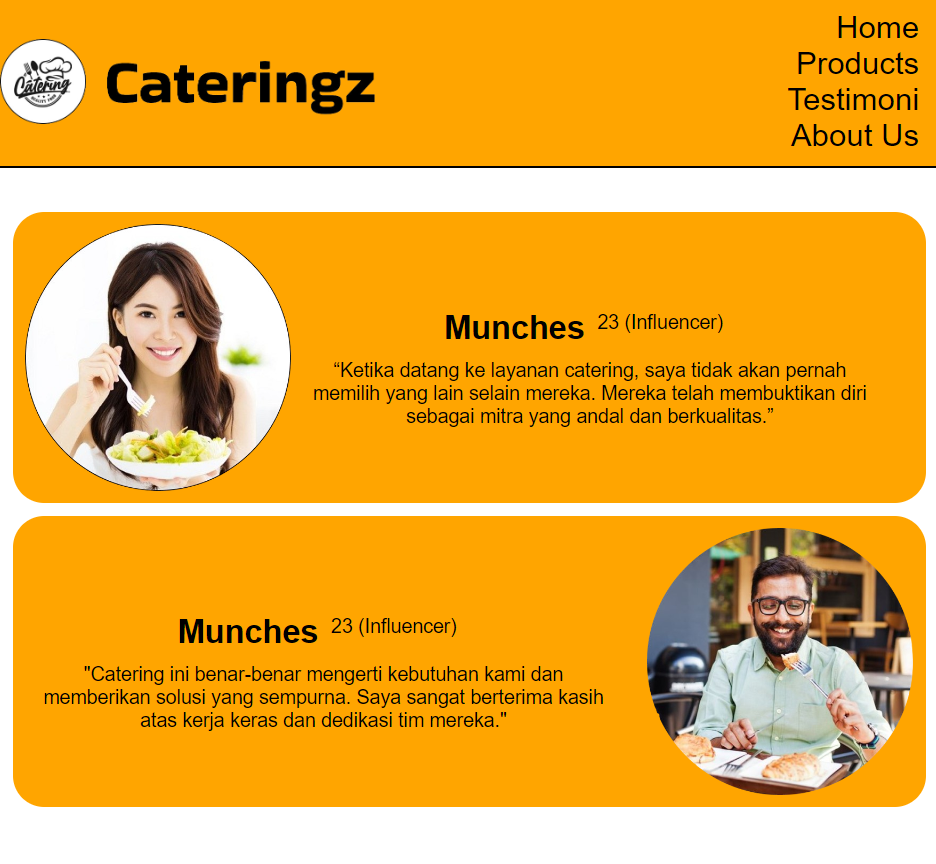 Catering
QUALITY FOOD
Cateringz
Home
Products
Testimoni
About Us
Munches 23 (Influencer)
“Ketika datang ke layanan catering, saya tidak akan pernah
memilih yang lain selain mereka. Mereka telah membuktikan diri
sebagai mitra yang andal dan berkualitas.”
Munches 23 (Influencer)
"Catering ini benar-benar mengerti kebutuhan kami dan
memberikan solusi yang sempurna. Saya sangat berterima kasih
atas kerja keras dan dedikasi tim mereka."